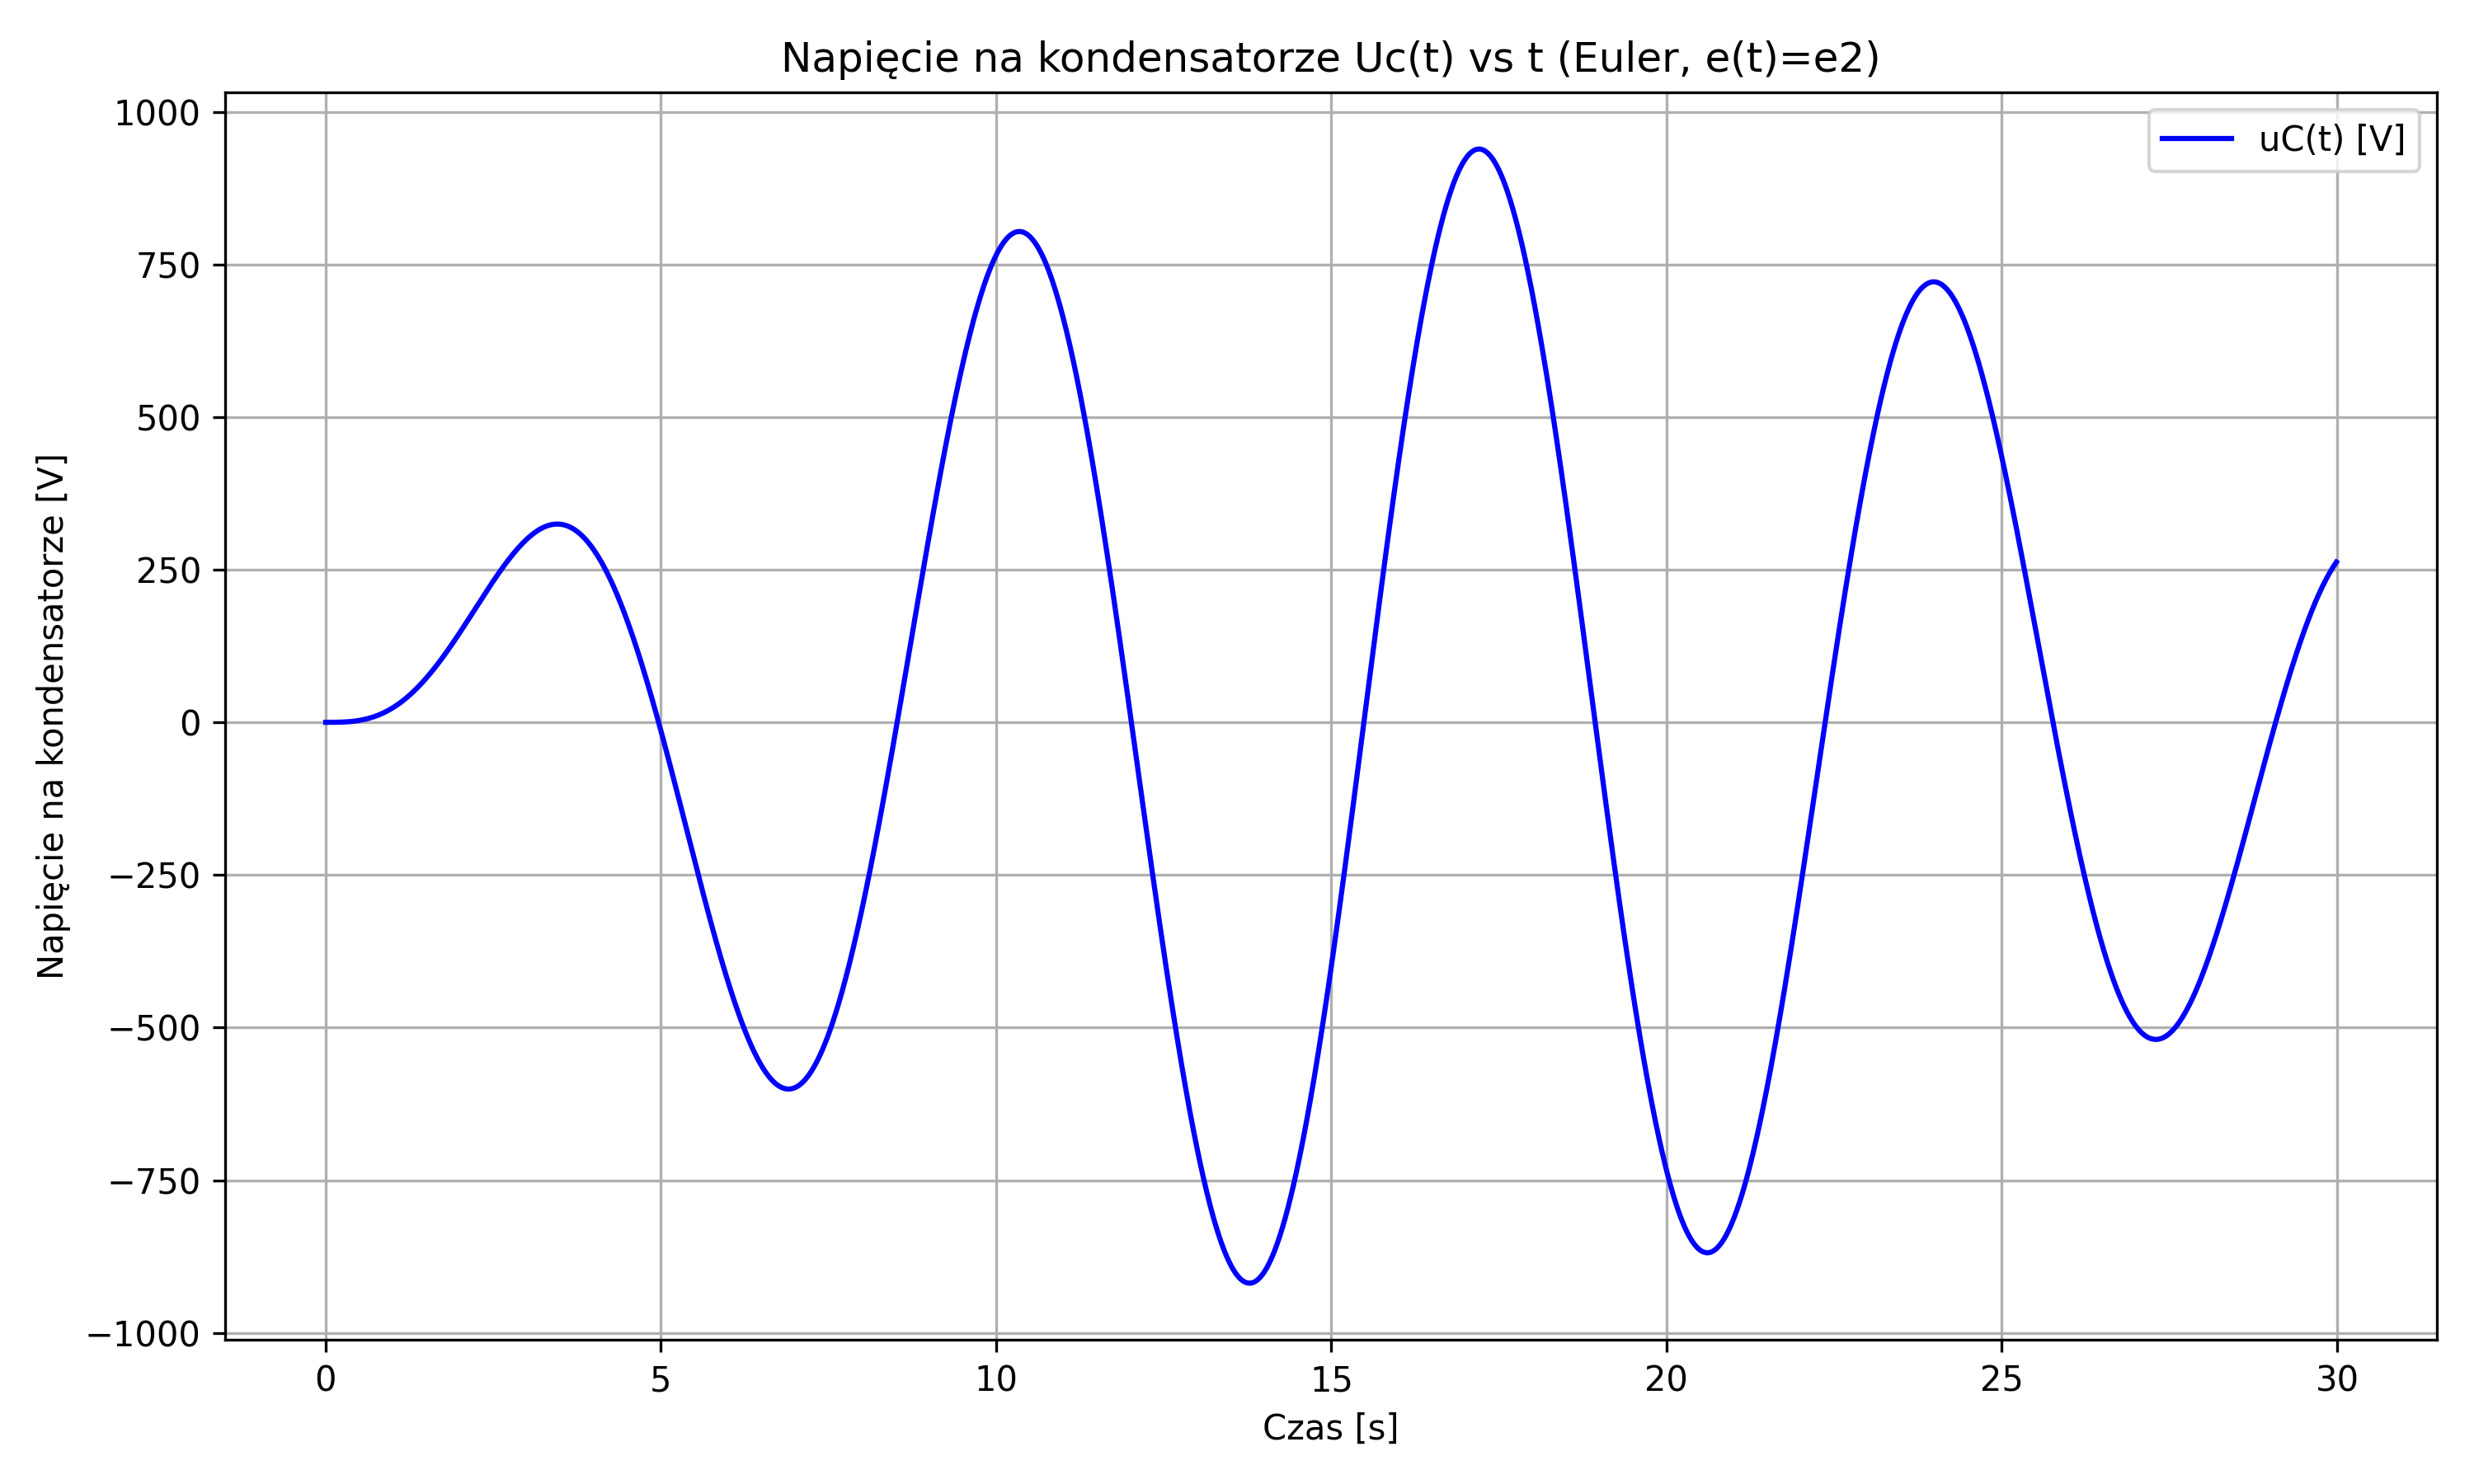 Napięcie na kondensatorze Uc(t) vs t (Euler, e(t)=e2)
uC(t) [V]
Napięcie na kondensatorze [V]
1000
750
500
250
0
−250
−500
−750
−1000
0 5 10 15 20 25 30
Czas [s]